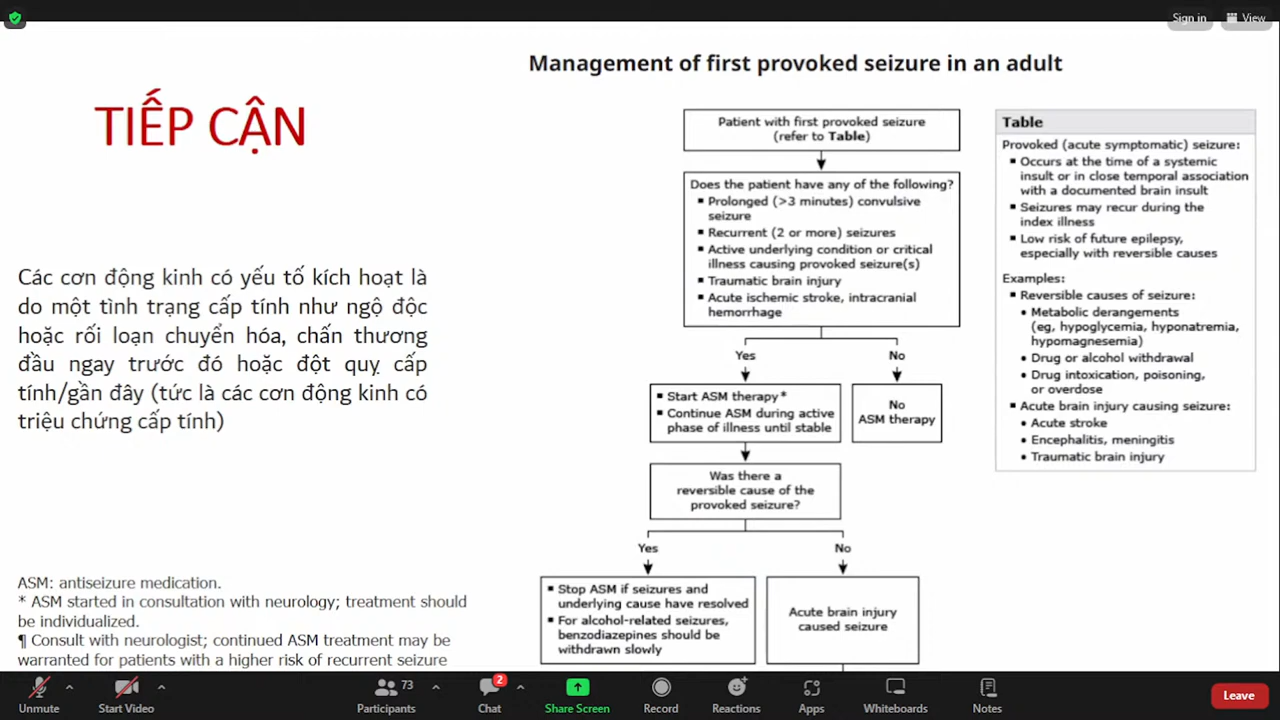 Sign in
View
Management of first provoked seizure in an adult
TIẾP CẬN
Các cơn động kinh có yếu tố kích hoạt là
do một tình trạng cấp tính như ngộ độc
hoặc rối loạn chuyển hóa, chấn thương
đầu ngay trước đó hoặc đột quỵ cấp
tính/gần đây (tức là các cơn động kinh có
triệu chứng cấp tính)
ASM: antiseizure medication.
* ASM started in consultation with neurology; treatment should
be individualized.
¶ Consult with neurologist; continued ASM treatment may be
warranted for patients with a higher risk of recurrent seizure
Patient with first provoked seizure
(refer to Table)
Does the patient have any of the following?
▪ Prolonged (>3 minutes) convulsive
seizure
▪ Recurrent (2 or more) seizures
▪ Active underlying condition or critical
illness causing provoked seizure(s)
▪ Traumatic brain injury
▪ Acute ischemic stroke, intracranial
hemorrhage
Yes
No
▪ Start ASM therapy*
▪ Continue ASM during active
phase of illness until stable
No
ASM therapy
Was there a
reversible cause of the
provoked seizure?
Yes
No
▪ Stop ASM if seizures and
underlying cause have resolved
▪ For alcohol-related seizures,
benzodiazepines should be
withdrawn slowly
Acute brain injury
caused seizure
Table
Provoked (acute symptomatic) seizure:
▪ Occurs at the time of a systemic
insult or in close temporal association
with a documented brain insult
▪ Seizures may recur during the
index illness
▪ Low risk of future epilepsy,
especially with reversible causes
Examples:
▪ Reversible causes of seizure:
• Metabolic derangements
(eg, hypoglycemia, hyponatremia,
hypomagnesemia)
• Drug or alcohol withdrawal
• Drug intoxication, poisoning,
or overdose
▪ Acute brain injury causing seizure:
• Acute stroke
• Encephalitis, meningitis
• Traumatic brain injury
Unmute
Start Video
73
Participants
2
Chat
Share Screen
Record
Reactions
Apps
Whiteboards
Notes
Leave